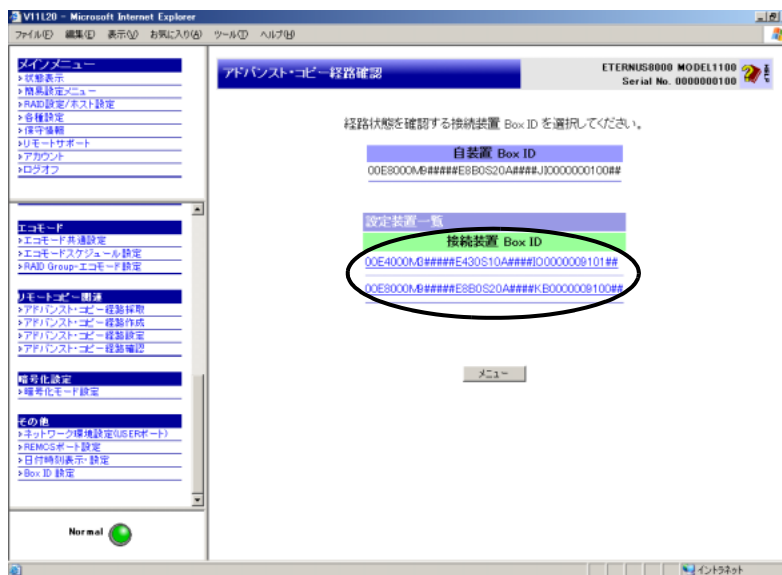 V11L20 - Microsoft Internet Explorer
ファイル(F) 編集(E) 表示(V) お気に入り(A) ツール(T) ヘルプ(H)
メインメニュー
状態表示
簡易設定メニュー
RAID設定/ホスト設定
各種設定
保守情報
リモートサポート
アカウント
ログオフ
エコモード
エコモード共通設定
エコモードスケジュール設定
RAID Group-エコモード設定
リモートコピー関連
アドバンスト・コピー経路採取
アドバンスト・コピー経路作成
アドバンスト・コピー経路設定
アドバンスト・コピー経路確認
暗号化設定
暗号化モード設定
その他
ネットワーク環境設定(USERポート)
REMCSポート設定
日付時刻表示・設定
Box ID 設定
Normal
アドバンスト・コピー経路確認
ETERNUS8000 MODEL1100
Serial No. 0000000100
経路状態を確認する接続装置 Box ID を選択してください。
自装置 Box ID
00E8000M9#####E8B0S20A####JI0000000100##
設定装置一覧
接続装置 Box ID
00E4000M3#####E430S10A####IO0000009101##
00E8000M9#####E8B0S20A####KB0000009100##
メニュー
イントラネット